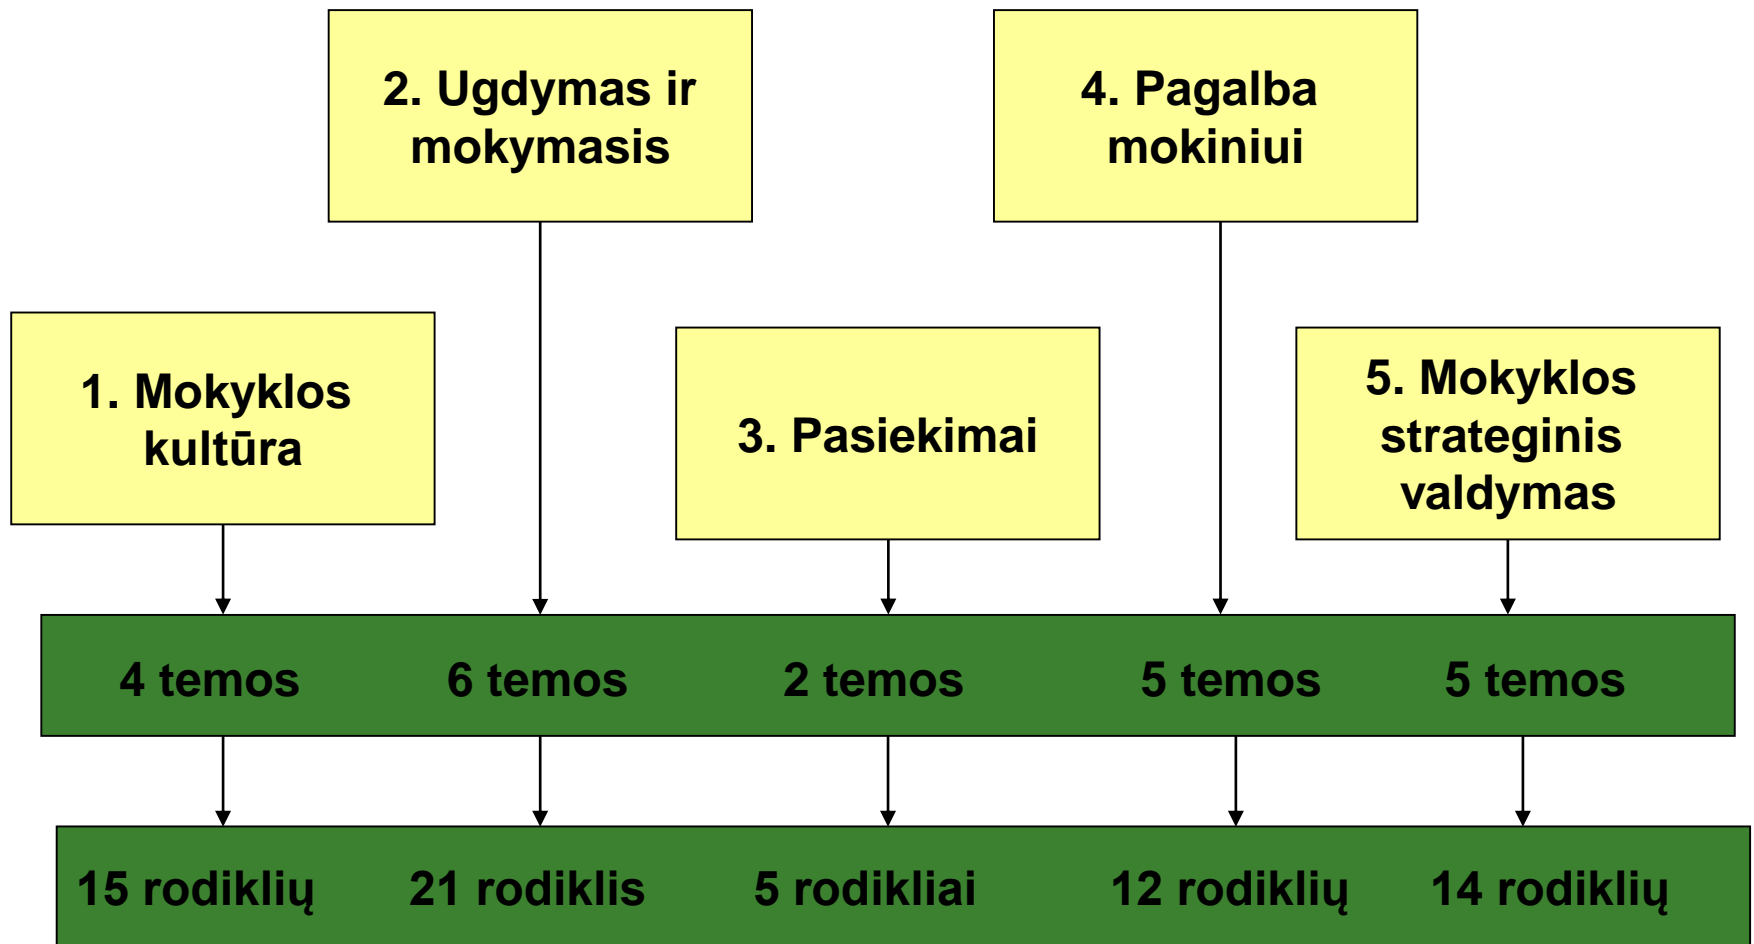 2. Ugdymas ir
mokymasis
4. Pagalba
mokiniui
1. Mokyklos
kultūra
3. Pasiekimai
5. Mokyklos
strateginis
valdymas
4 temos 6 temos 2 temos 5 temos 5 temos
15 rodiklių 21 rodiklis 5 rodikliai 12 rodiklių 14 rodiklių